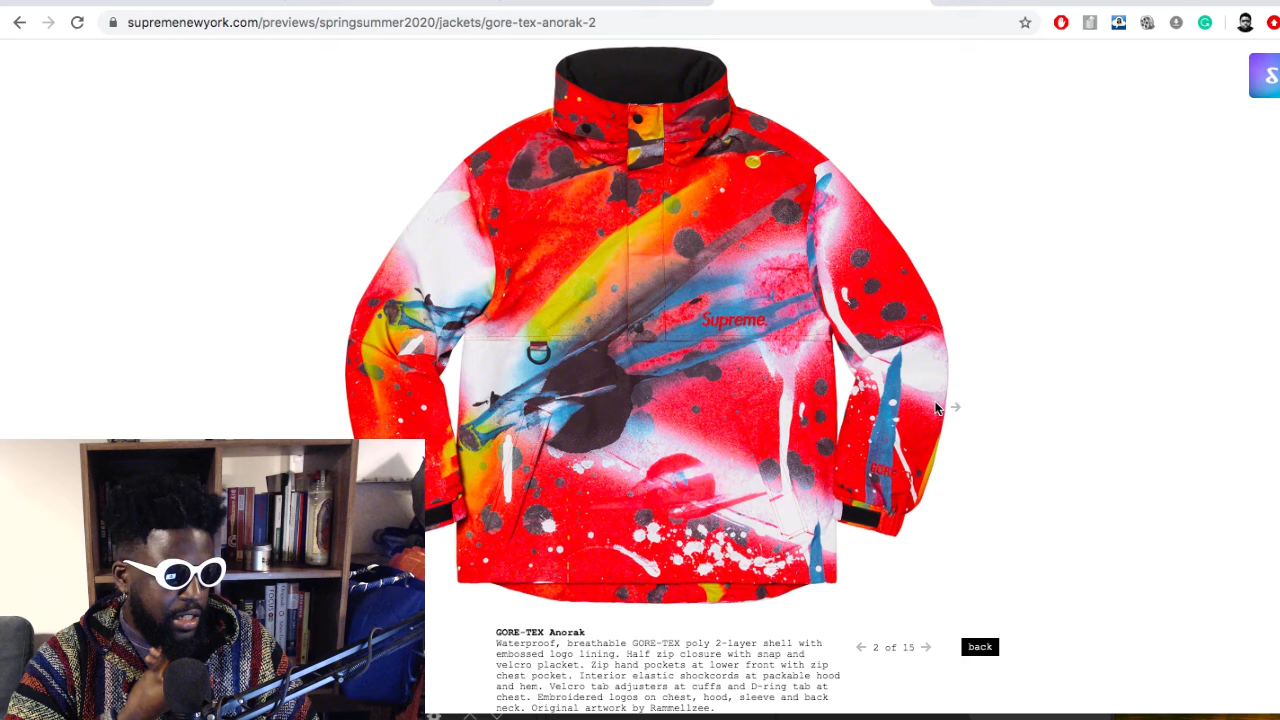 supremenewyork.com/previews/springsummer2020/jackets/gore-tex-anorak-2
Supreme.
GORE
FOCUS
GORE-TEX Anorak
Waterproof, breathable GORE-TEX poly 2-layer shell with
embossed logo lining. Half zip closure with snap and
velcro placket. Zip hand pockets at lower front with zip
chest pocket. Interior elastic shockcords at packable hood
and hem. Velcro tab adjusters at cuffs and D-ring tab at
chest. Embroidered logos on chest, hood, sleeve and back
neck. Original artwork by Rammellzee.
2 of 15
back